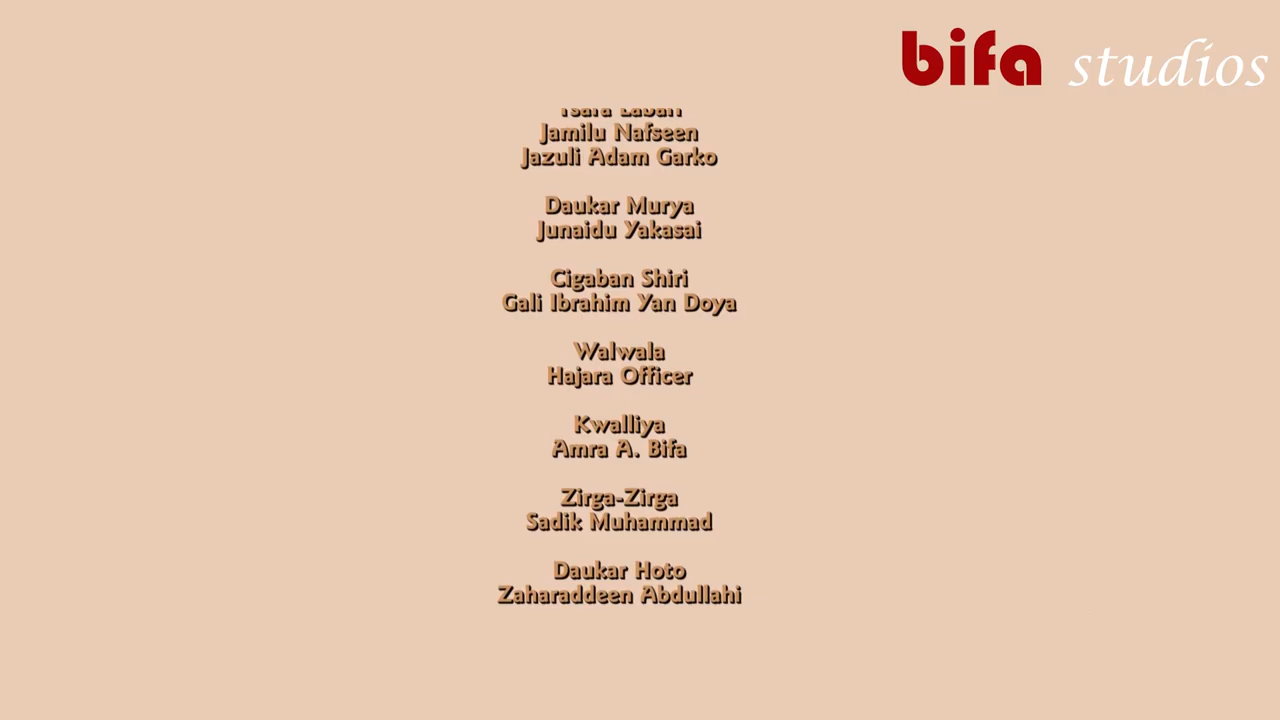 bifa studios
Jamilu Nafseen
Jazuli Adam Garko
Daukar Murya
Junaidu Yakasai
Cigaban Shiri
Gali Ibrahim Yan Doya
Walwala
Hajara Officer
Kwalliya
Amra A. Bifa
Zirga-Zirga
Sadik Muhammad
Daukar Hoto
Zaharaddeen Abdullahi